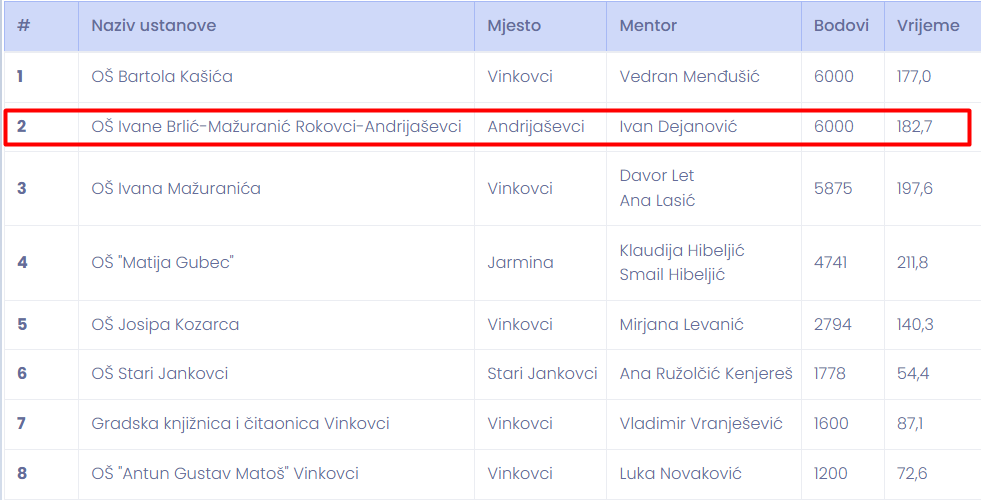 # Naziv ustanove Mjesto Mentor Bodovi Vrijeme
1 OŠ Bartola Kašića Vinkovci Vedran Menđušić 6000 177,0
2 OŠ Ivane Brlić-Mažuranić Rokovci-Andrijaševci Andrijaševci Ivan Dejanović 6000 182,7
3 OŠ Ivana Mažuranića Vinkovci Davor Let
Ana Lasić 5875 197,6
4 OŠ "Matija Gubec" Jarmina Klaudija Hibeljić
Smail Hibeljić 4741 211,8
5 OŠ Josipa Kozarca Vinkovci Mirjana Levanić 2794 140,3
6 OŠ Stari Jankovci Stari Jankovci Ana Ružolčić Kenjereš 1778 54,4
7 Gradska knjižnica i čitaonica Vinkovci Vinkovci Vladimir Vranješević 1600 87,1
8 OŠ "Antun Gustav Matoš" Vinkovci Vinkovci Luka Novaković 1200 72,6